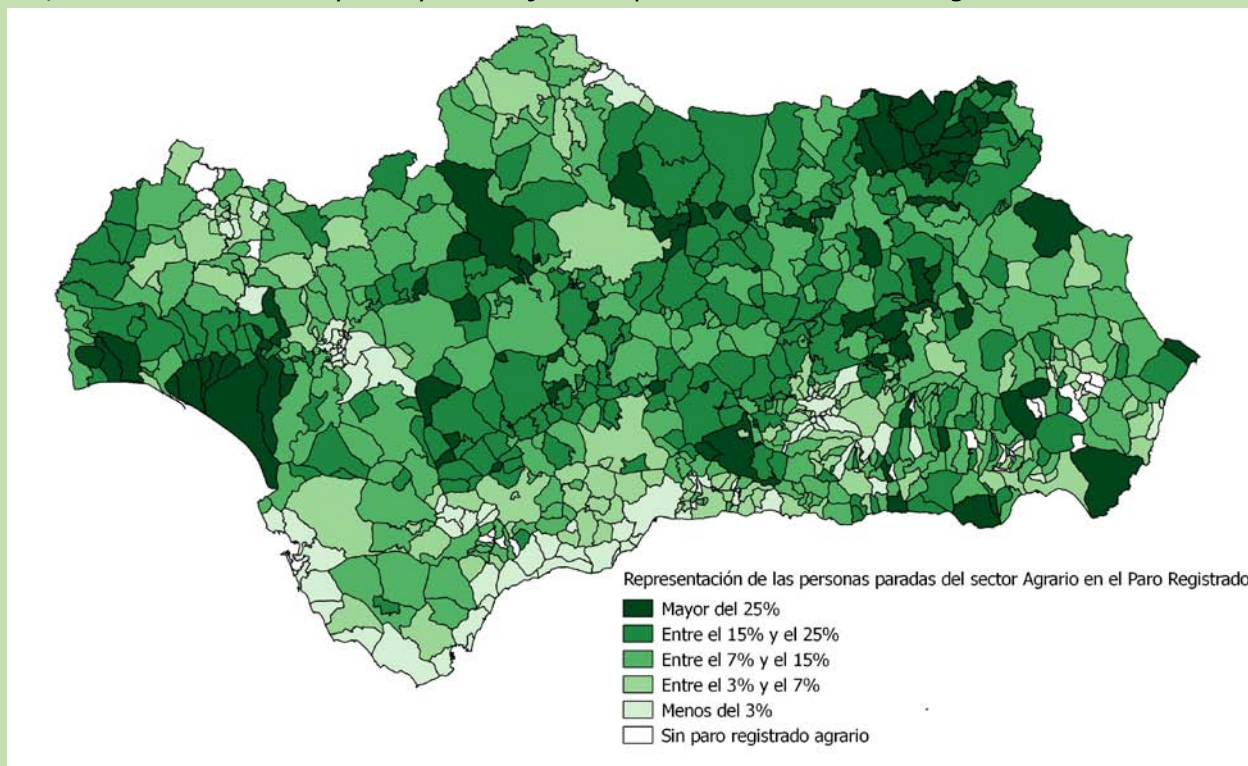 Representación de las personas paradas del sector Agrario en el Paro Registrado
Mayor del 25%
Entre el 15% y el 25%
Entre el 7% y el 15%
Entre el 3% y el 7%
Menos del 3%
Sin paro registrado agrario